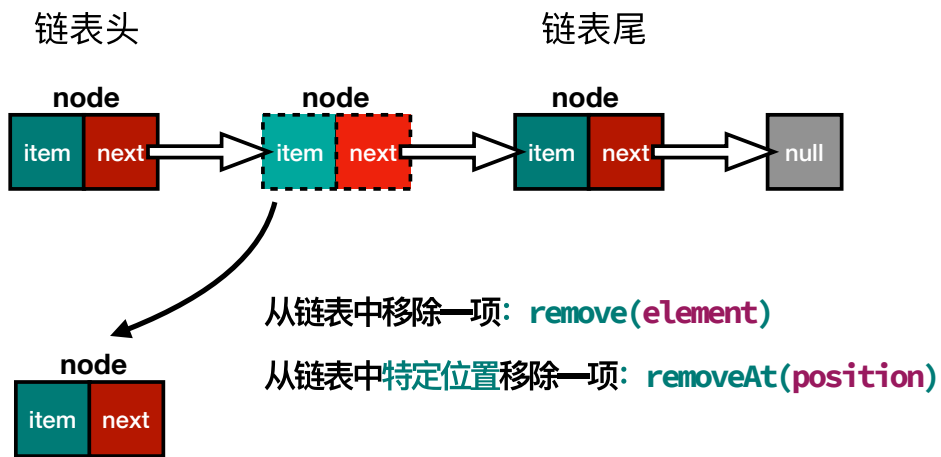 链表头
链表尾
node
node
node
item next
item next
item next
null
从链表中移除一项：remove(element)
node
从链表中特定位置移除一项：removeAt(position)
item next